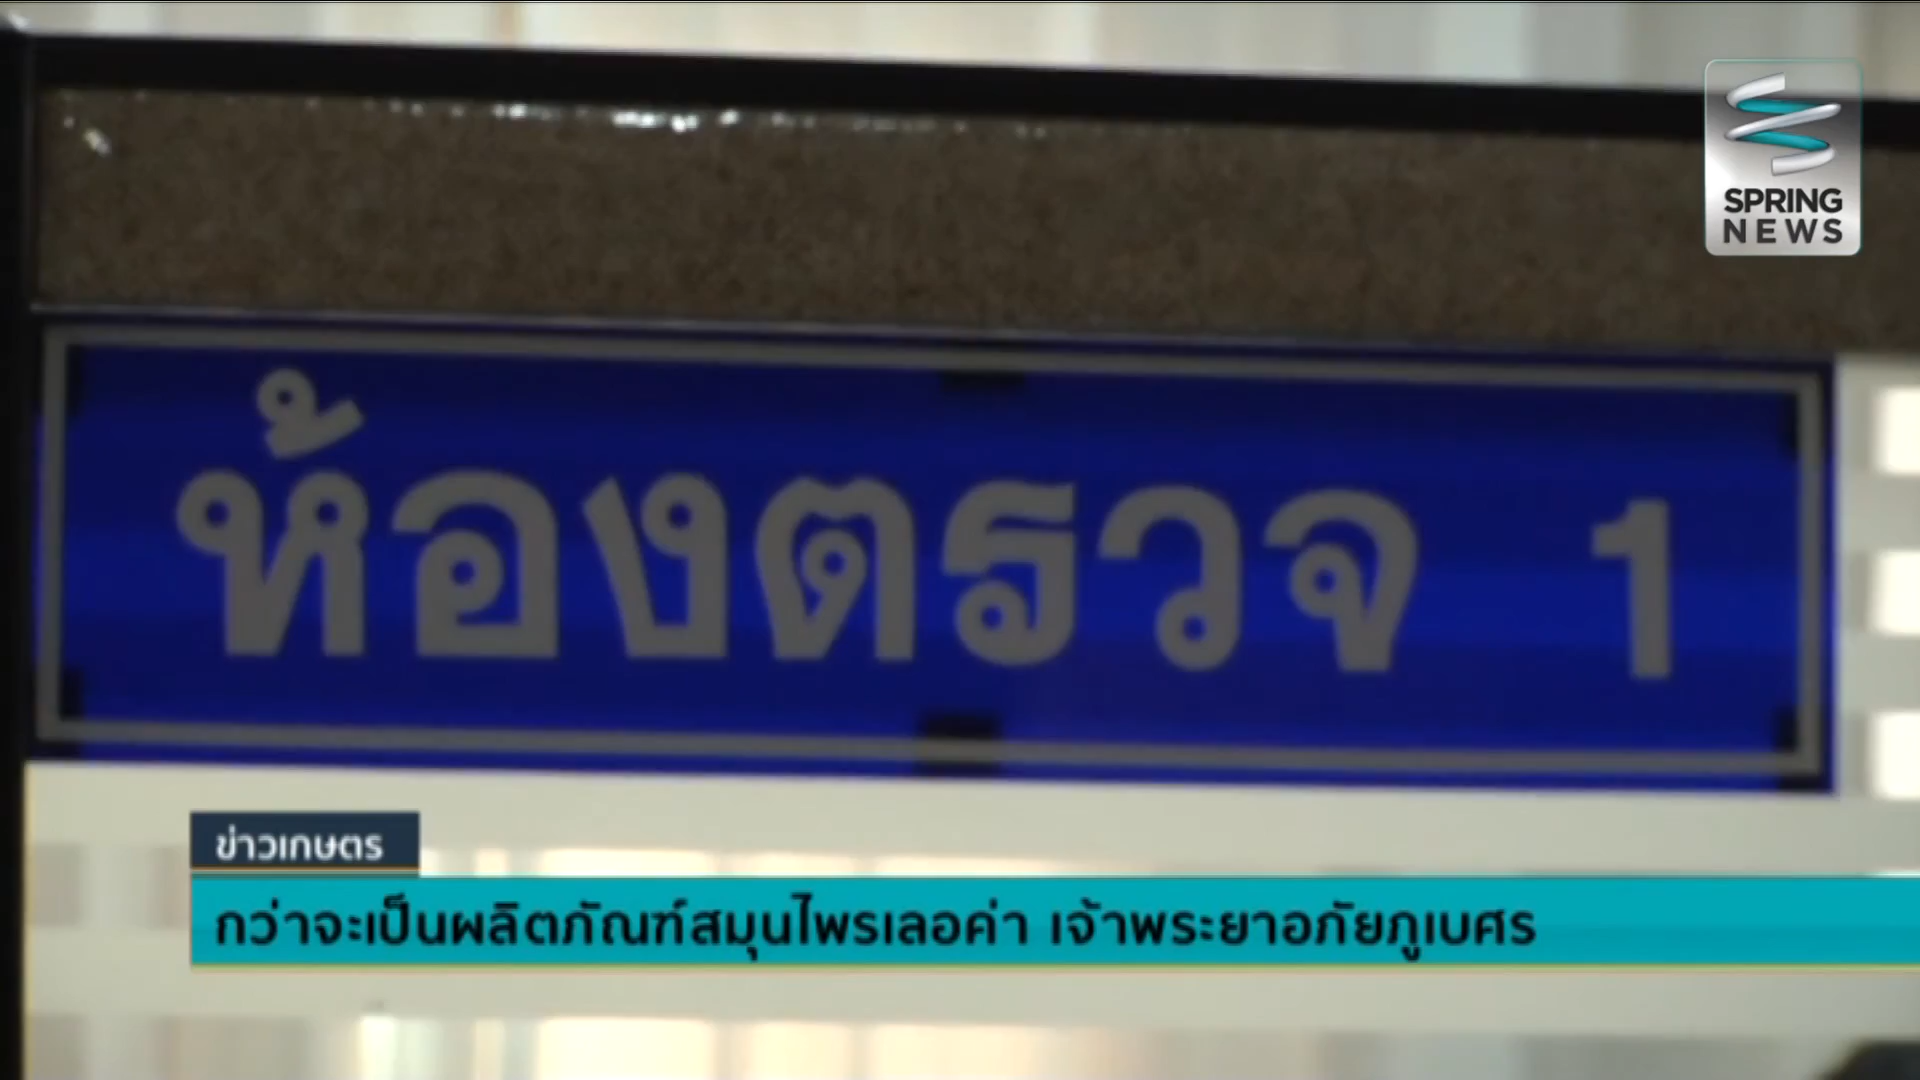 SPRING
NEWS
ห้องตรวจ 1
ข่าวเกษตร
กว่าจะเป็นผลิตภัณฑ์สมุนไพรเลอค่า เจ้าพระยาอภัยภูเบศร